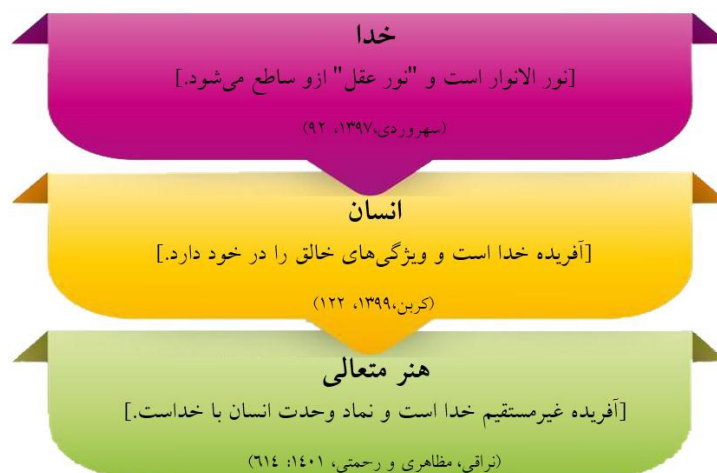 خدا
[نور الانوار است و "نور عقل" ازو ساطع می‌شود.]
(سهروردی،۱۳۹۷، ۹۲)
انسان
[آفریده خدا است و ویژگی‌های خالق را در خود دارد.]
(کربن،۱۳۹۹، ۱۲۲)
هنر متعالی
[آفریده غیرمستقیم خدا است و نماد وحدت انسان با خداست.]
(نراقی، مظاهری و رحمتی، ۱۴۰۱: ۶۱۴)